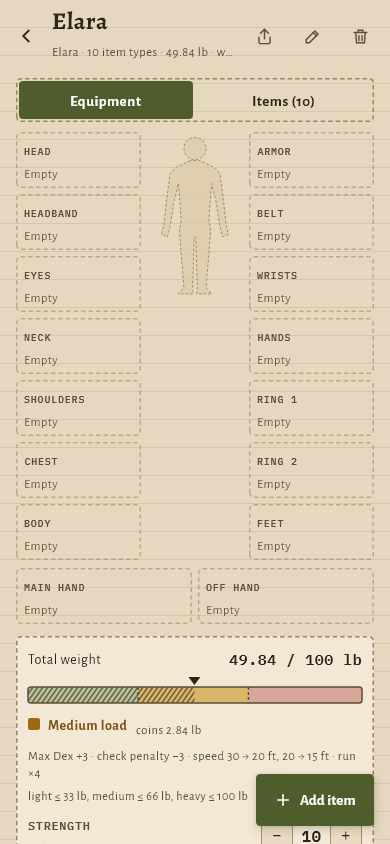 Elara
Elara · 10 item types · 49.84 lb · w…
Equipment
Items (10)
HEAD
Empty
ARMOR
Empty
HEADBAND
Empty
BELT
Empty
EYES
Empty
WRISTS
Empty
NECK
Empty
HANDS
Empty
SHOULDERS
Empty
RING 1
Empty
CHEST
Empty
RING 2
Empty
BODY
Empty
FEET
Empty
MAIN HAND
Empty
OFF HAND
Empty
Total weight
49.84 / 100 lb
Medium load
coins 2.84 lb
Max Dex +3 · check penalty −3 · speed 30 → 20 ft, 20 → 15 ft · run
×4
light ≤ 33 lb, medium ≤ 66 lb, heavy ≤ 100 lb
+ Add item
STRENGTH
− 10 +